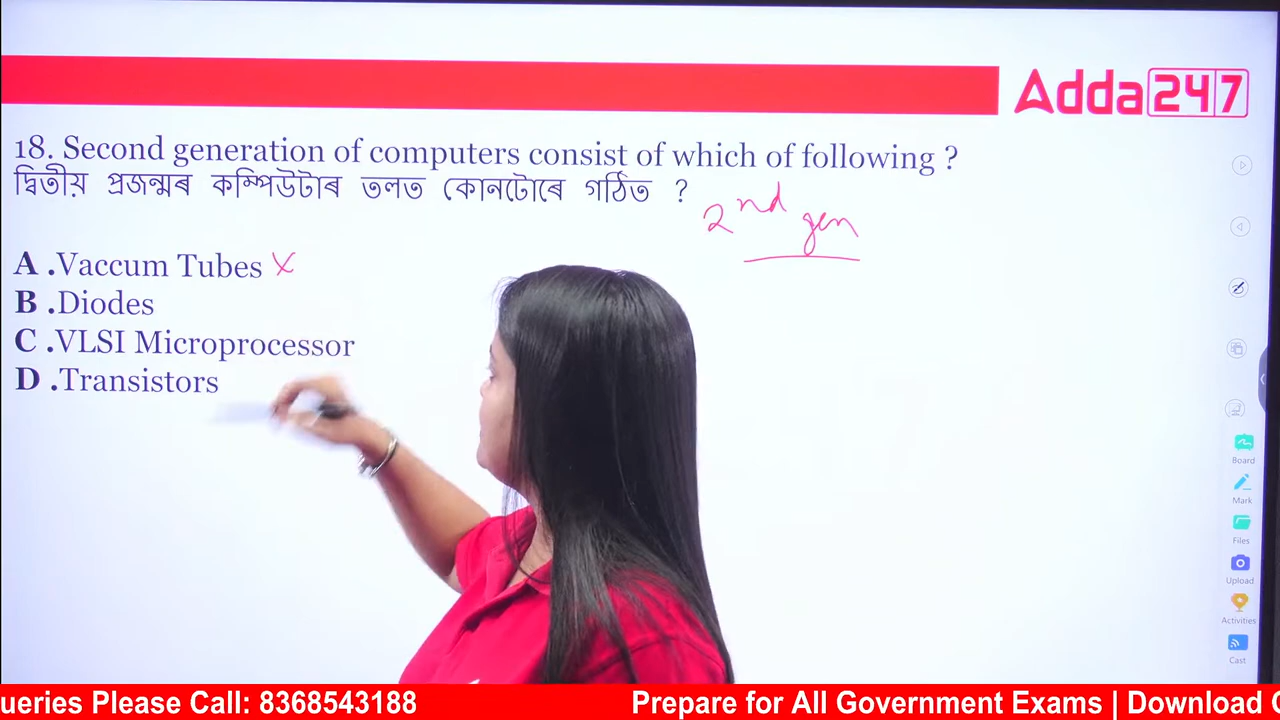 Adda247
18. Second generation of computers consist of which of following ?
দ্বিতীয় প্ৰজন্মৰ কম্পিউটাৰ তলত কোনটোৰে গঠিত ?
2nd gen
A .Vaccum Tubes X
B .Diodes
C .VLSI Microprocessor
D .Transistors
Board
Mark
Files
Upload
Activities
Cast
ueries Please Call: 8368543188 Prepare for All Government Exams | Download